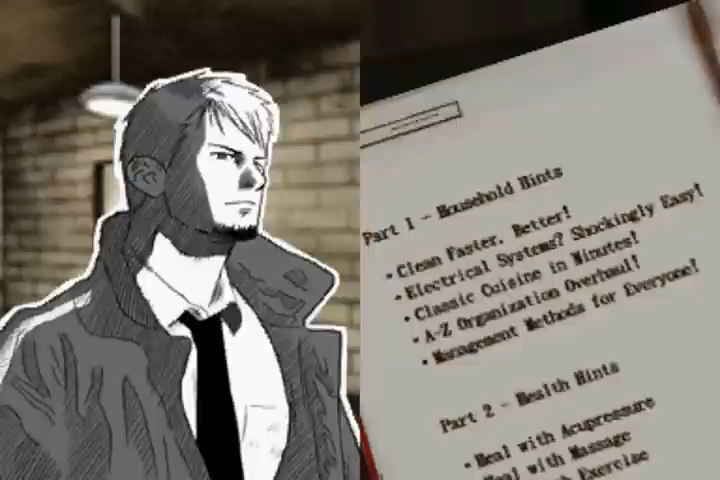 Part 1 - Household Hints
• Clean Faster, Better!
• Electrical Systems? Shockingly Easy!
• Classic Cuisine in Minutes!
• A-Z Organization Overhaul!
• Management Methods for Everyone!
Part 2 - Health Hints
• Heal with Acupressure
Heal with Massage
Exercise